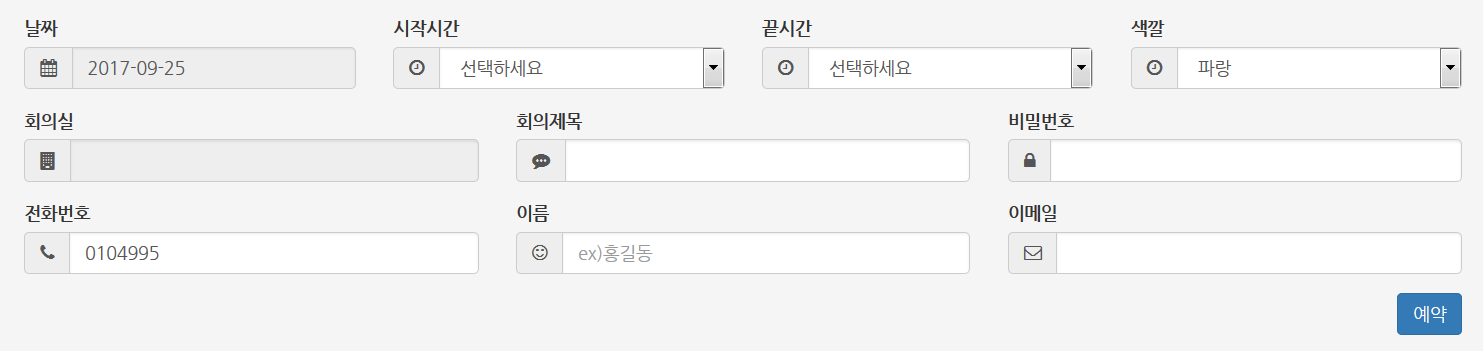 날짜 시작시간 끝시간 색깔
2017-09-25 선택하세요 선택하세요 파랑
회의실 회의제목 비밀번호
전화번호 이름 이메일
0104995 ex)홍길동
예약